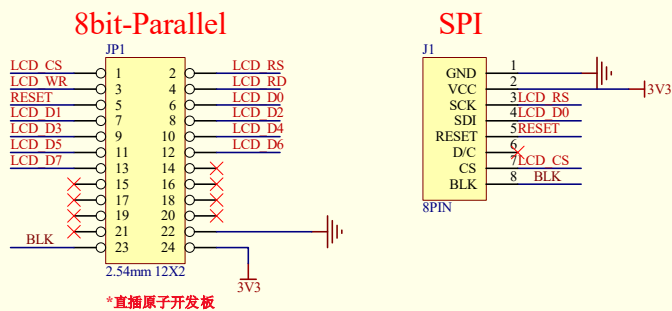 8bit-Parallel
SPI
JP1
LCD_CS 1 2 LCD_RS
LCD_WR 3 4 LCD_RD
RESET 5 6 LCD_D0
LCD_D1 7 8 LCD_D2
LCD_D3 9 10 LCD_D4
LCD_D5 11 12 LCD_D6
LCD_D7 13 14
15 16
17 18
19 20
21 22
BLK 23 24
2.54mm 12X2
3V3
*直插原子开发板
J1
GND 1
VCC 2 3V3
SCK 3 LCD_RS
SDI 4 LCD_D0
RESET 5 RESET
D/C 6
CS 7 LCD_CS
BLK 8 BLK
8PIN